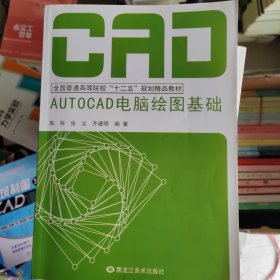 CAD
全国普通高等院校“十二五”规划精品教材
AUTOCAD电脑绘图基础
陈科 张义 齐建明 编著
黑龙江美术出版社
CAD